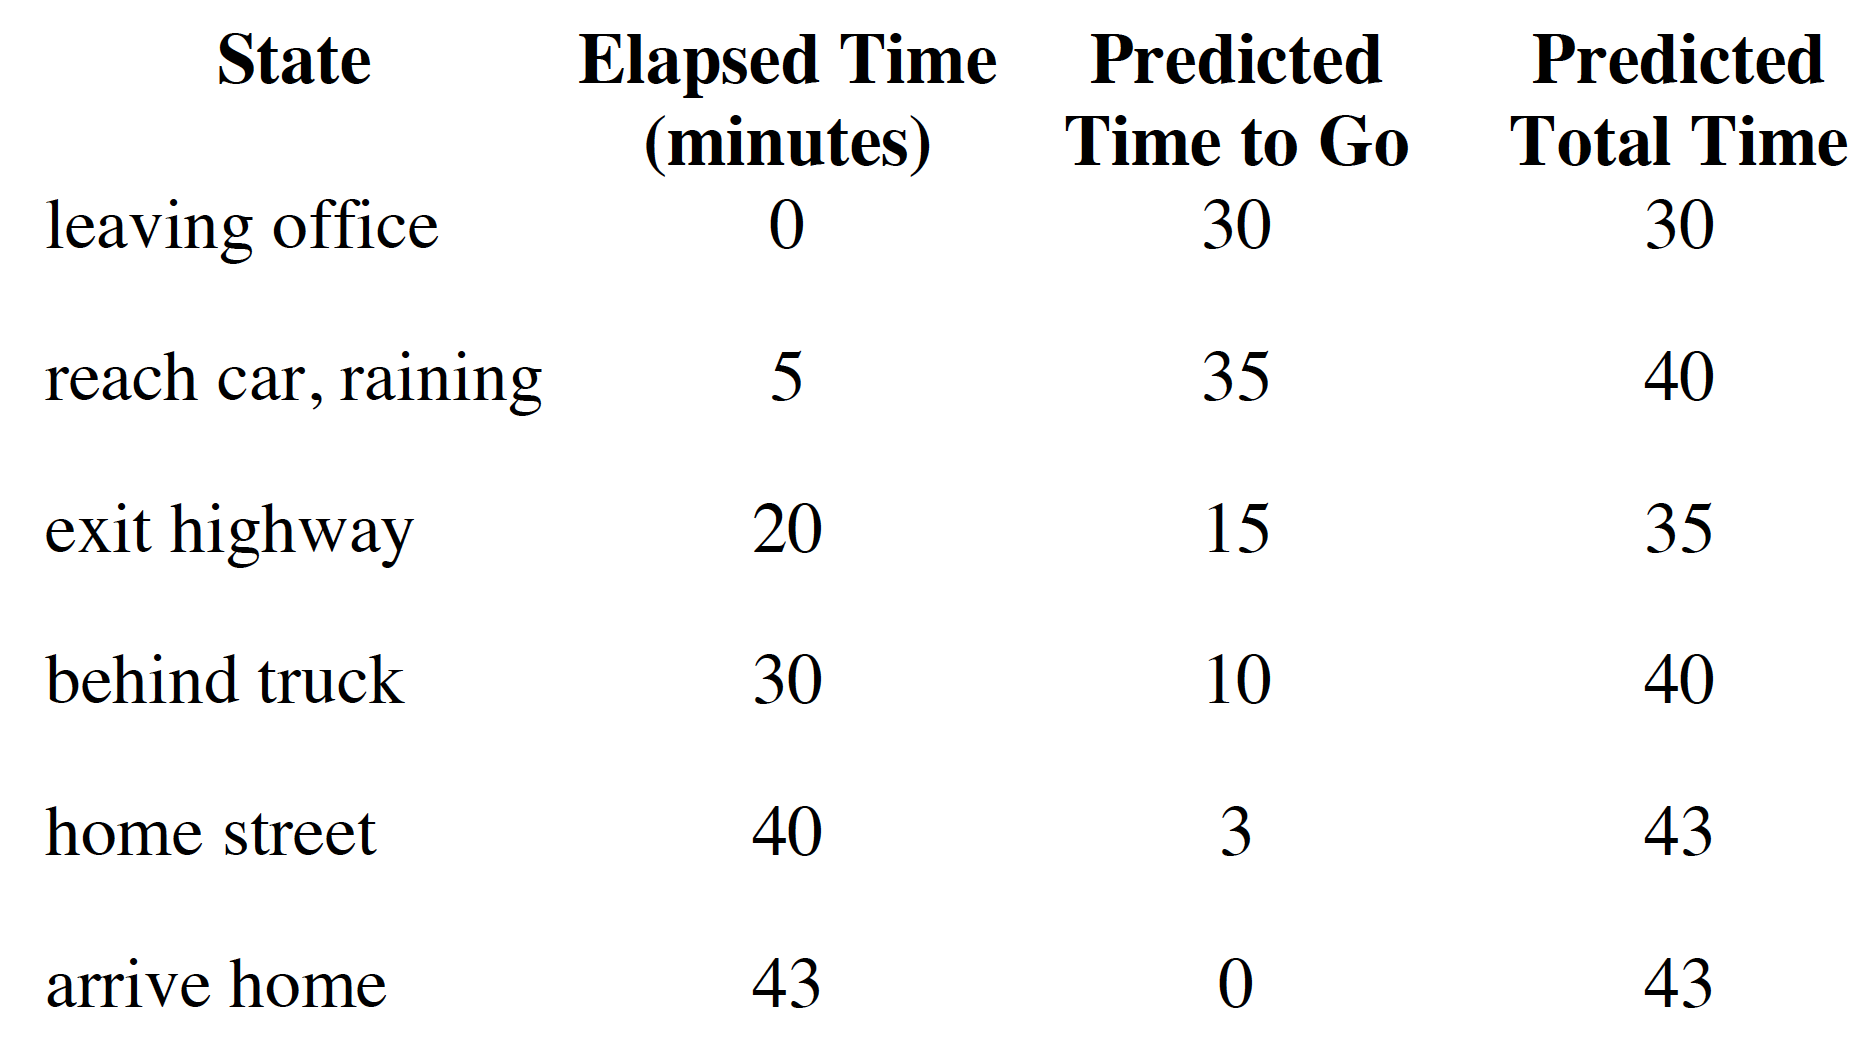 State Elapsed Time Predicted Predicted
(minutes) Time to Go Total Time
leaving office 0 30 30
reach car, raining 5 35 40
exit highway 20 15 35
behind truck 30 10 40
home street 40 3 43
arrive home 43 0 43